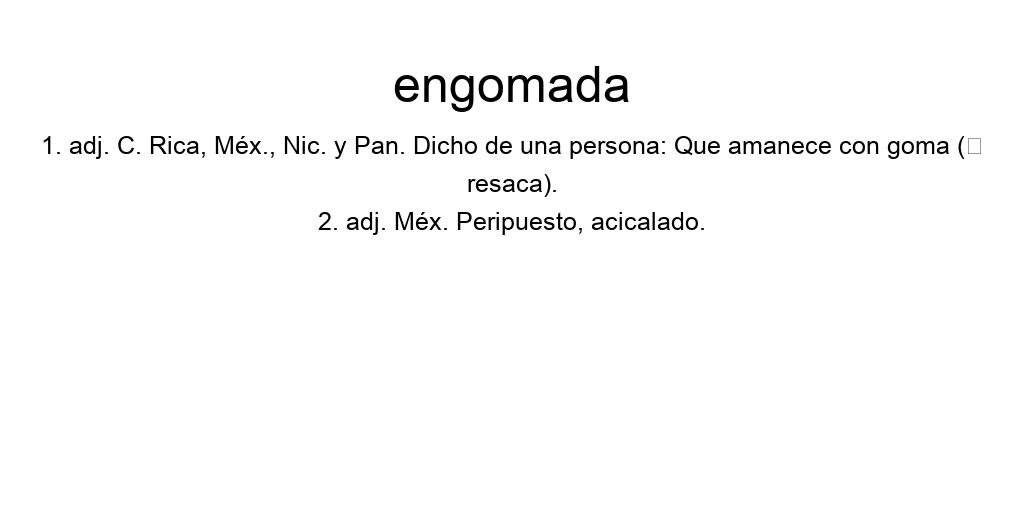 engomada
1. adj. C. Rica, Méx., Nic. y Pan. Dicho de una persona: Que amanece con goma (□
resaca).
2. adj. Méx. Peripuesto, acicalado.